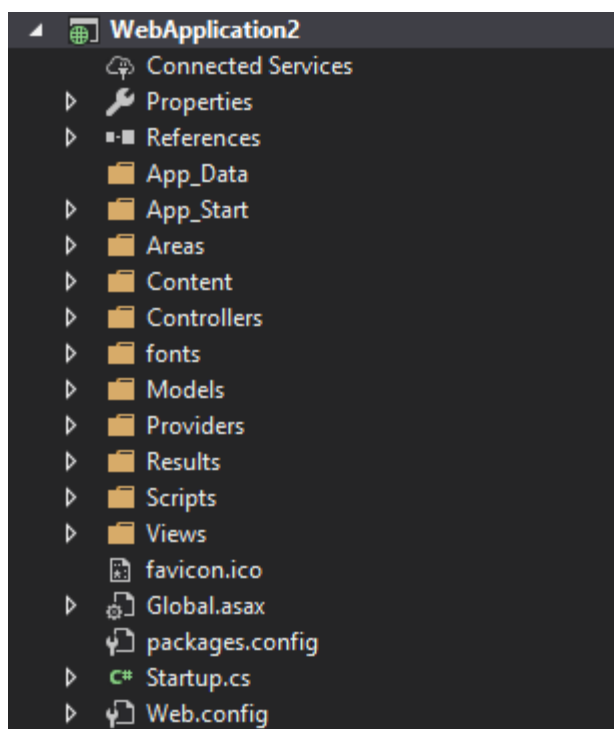 WebApplication2
Connected Services
Properties
References
App_Data
App_Start
Areas
Content
Controllers
fonts
Models
Providers
Results
Scripts
Views
favicon.ico
Global.asax
packages.config
C# Startup.cs
Web.config